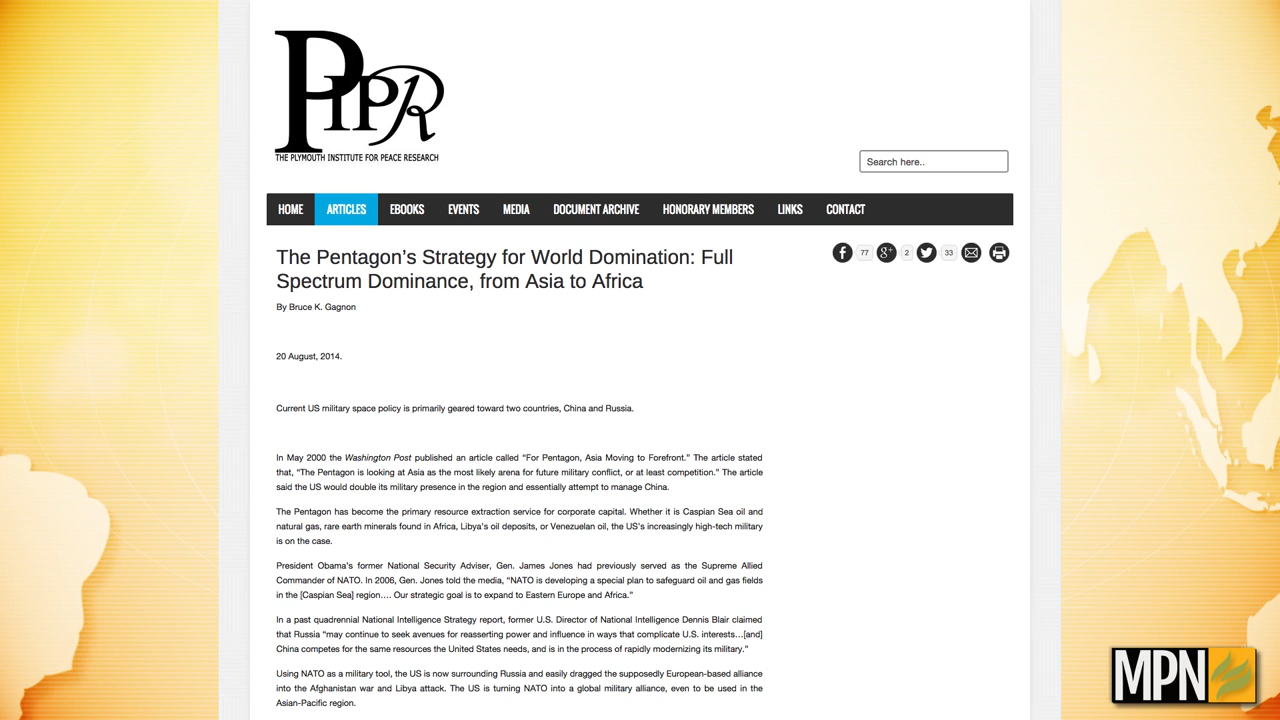 PIPR
THE PLYMOUTH INSTITUTE FOR PEACE RESEARCH
Search here..
HOME ARTICLES EBOOKS EVENTS MEDIA DOCUMENT ARCHIVE HONORARY MEMBERS LINKS CONTACT
The Pentagon’s Strategy for World Domination: Full
Spectrum Dominance, from Asia to Africa
f 77 g+ 2 33
By Bruce K. Gagnon
20 August, 2014.
Current US military space policy is primarily geared toward two countries, China and Russia.
In May 2000 the Washington Post published an article called “For Pentagon, Asia Moving to Forefront.” The article stated
that, “The Pentagon is looking at Asia as the most likely arena for future military conflict, or at least competition.” The article
said the US would double its military presence in the region and essentially attempt to manage China.
The Pentagon has become the primary resource extraction service for corporate capital. Whether it is Caspian Sea oil and
natural gas, rare earth minerals found in Africa, Libya’s oil deposits, or Venezuelan oil, the US’s increasingly high-tech military
is on the case.
President Obama’s former National Security Adviser, Gen. James Jones had previously served as the Supreme Allied
Commander of NATO. In 2006, Gen. Jones told the media, “NATO is developing a special plan to safeguard oil and gas fields
in the [Caspian Sea] region…. Our strategic goal is to expand to Eastern Europe and Africa.”
In a past quadrennial National Intelligence Strategy report, former U.S. Director of National Intelligence Dennis Blair claimed
that Russia “may continue to seek avenues for reasserting power and influence in ways that complicate U.S. interests…[and]
China competes for the same resources the United States needs, and is in the process of rapidly modernizing its military.”
Using NATO as a military tool, the US is now surrounding Russia and easily dragged the supposedly European-based alliance
into the Afghanistan war and Libya attack. The US is turning NATO into a global military alliance, even to be used in the
Asian-Pacific region.
MPN